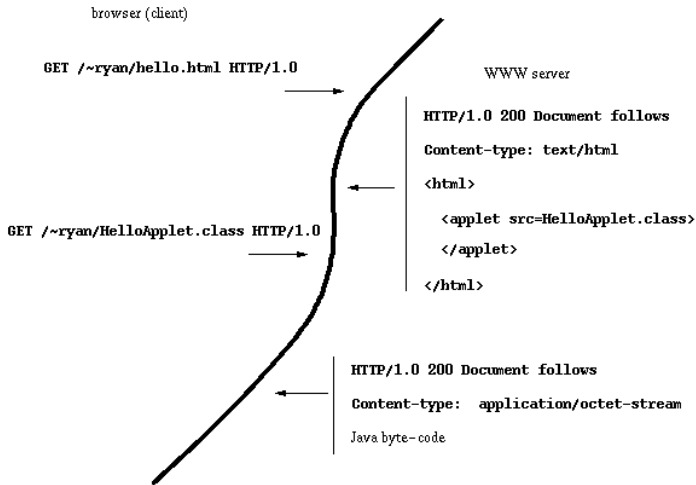 browser (client)
GET /~ryan/hello.html HTTP/1.0
WWW server
HTTP/1.0 200 Document follows
Content-type: text/html
<html>
<applet src=HelloApplet.class>
</applet>
</html>
GET /~ryan/HelloApplet.class HTTP/1.0
HTTP/1.0 200 Document follows
Content-type: application/octet-stream
Java byte-code